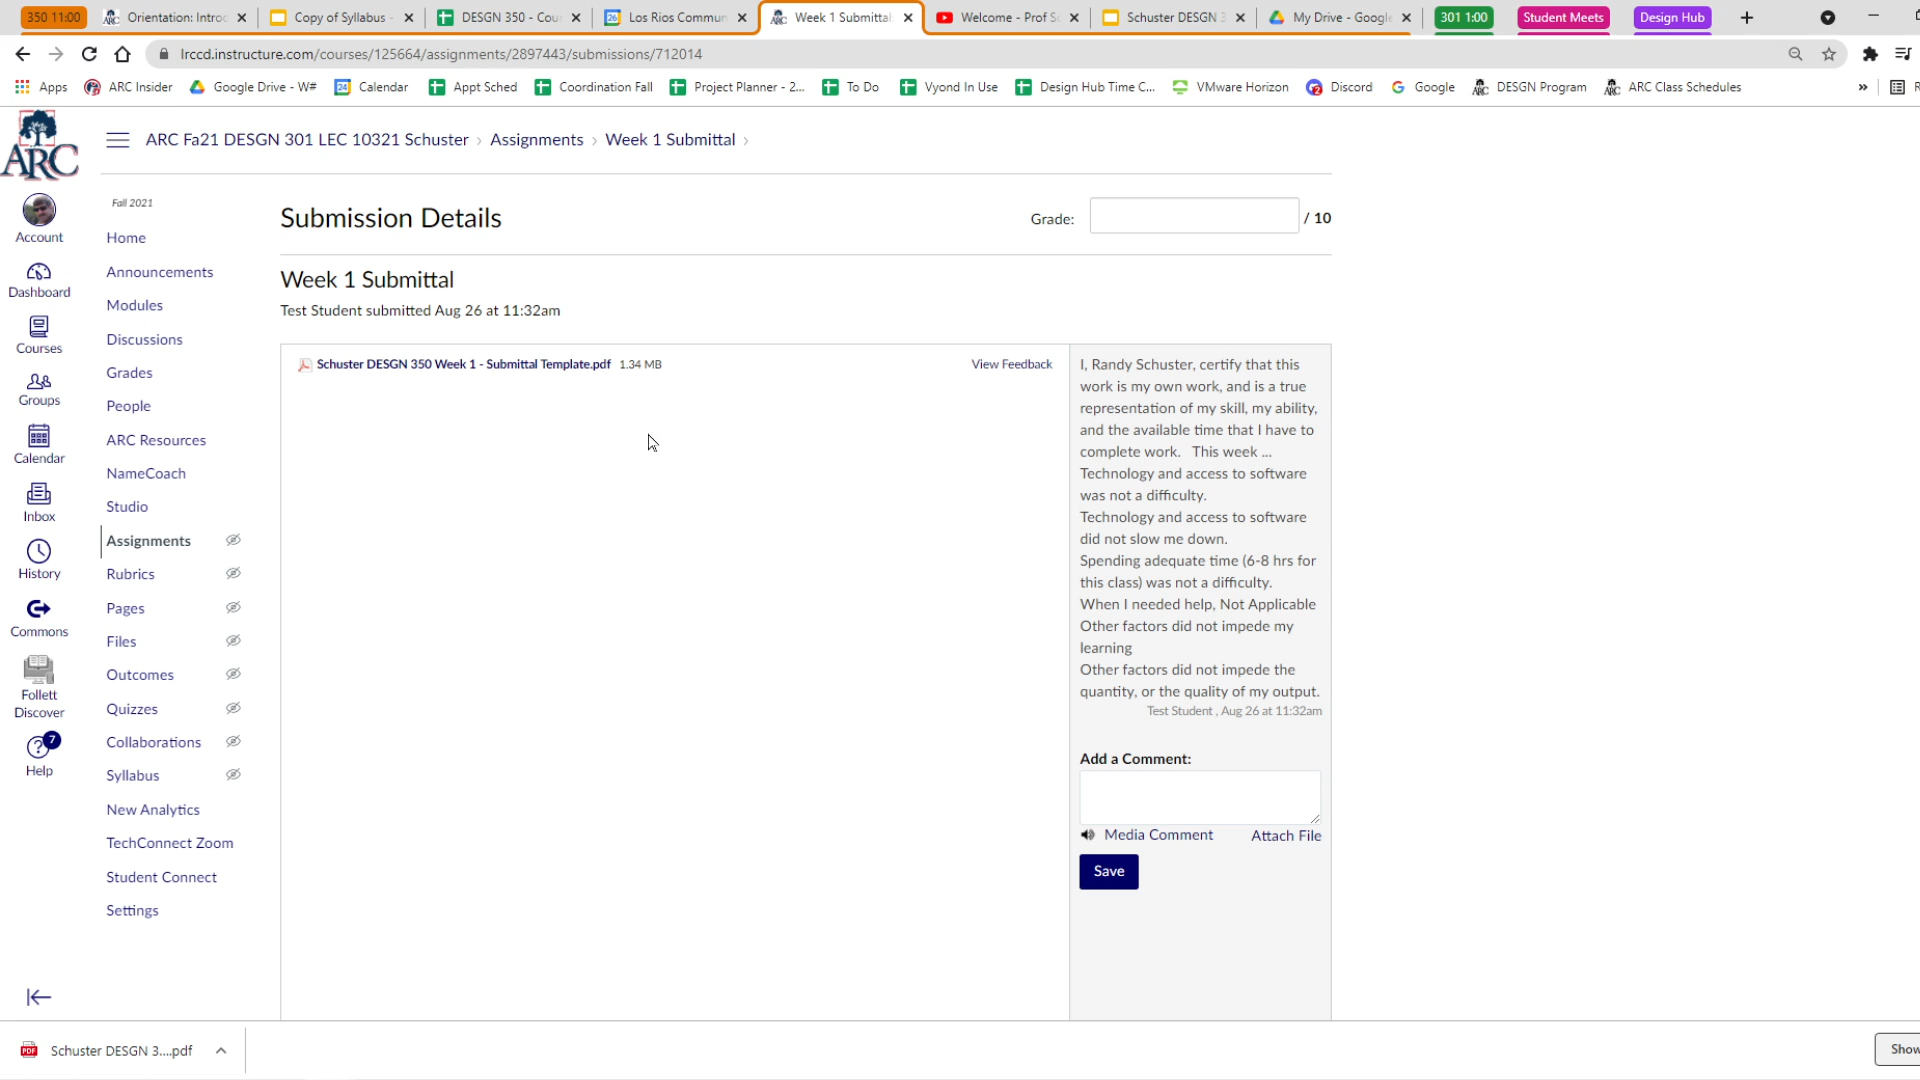 350 11:00
Orientation: Introd
Copy of Syllabus -
DESGN 350 - Cou
Los Rios Commun
Week 1 Submittal
Welcome - Prof S
Schuster DESGN 3
My Drive - Google
301 1:00
Student Meets
Design Hub
lrccd.instructure.com/courses/125664/assignments/2897443/submissions/712014
Apps
ARC Insider
Google Drive - W#
Calendar
Appt Sched
Coordination Fall
Project Planner - 2...
To Do
Vyond In Use
Design Hub Time C...
VMware Horizon
Discord
Google
DESGN Program
ARC Class Schedules
ARC
ARC Fa21 DESGN 301 LEC 10321 Schuster › Assignments › Week 1 Submittal ›
Account
Dashboard
Courses
Groups
Calendar
Inbox
History
Commons
Follett
Discover
7
Help
Fall 2021
Home
Announcements
Modules
Discussions
Grades
People
ARC Resources
NameCoach
Studio
Assignments
Rubrics
Pages
Files
Outcomes
Quizzes
Collaborations
Syllabus
New Analytics
TechConnect Zoom
Student Connect
Settings
Submission Details
Grade: / 10
Week 1 Submittal
Test Student submitted Aug 26 at 11:32am
Schuster DESGN 350 Week 1 - Submittal Template.pdf 1.34 MB
View Feedback
I, Randy Schuster, certify that this
work is my own work, and is a true
representation of my skill, my ability,
and the available time that I have to
complete work. This week ...
Technology and access to software
was not a difficulty.
Technology and access to software
did not slow me down.
Spending adequate time (6-8 hrs for
this class) was not a difficulty.
When I needed help, Not Applicable
Other factors did not impede my
learning
Other factors did not impede the
quantity, or the quality of my output.
Test Student , Aug 26 at 11:32am
Add a Comment:
Media Comment
Attach File
Save
Schuster DESGN 3....pdf
Show